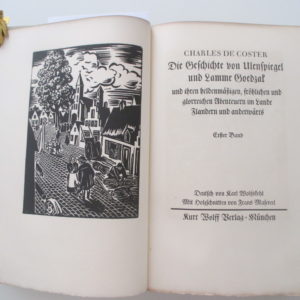 CHARLES DE COSTER
Die Geschichte von Ulenspiegel
und Lamme Goedzak
und ihren heldenmäßigen, fröhlichen und
glorreichen Abenteuern im Lande
Flandern und anderwärts
Erster Band
Deutsch von Karl Wolfskehl
Mit Holzschnitten von Frans Masereel
Kurt Wolff Verlag · München